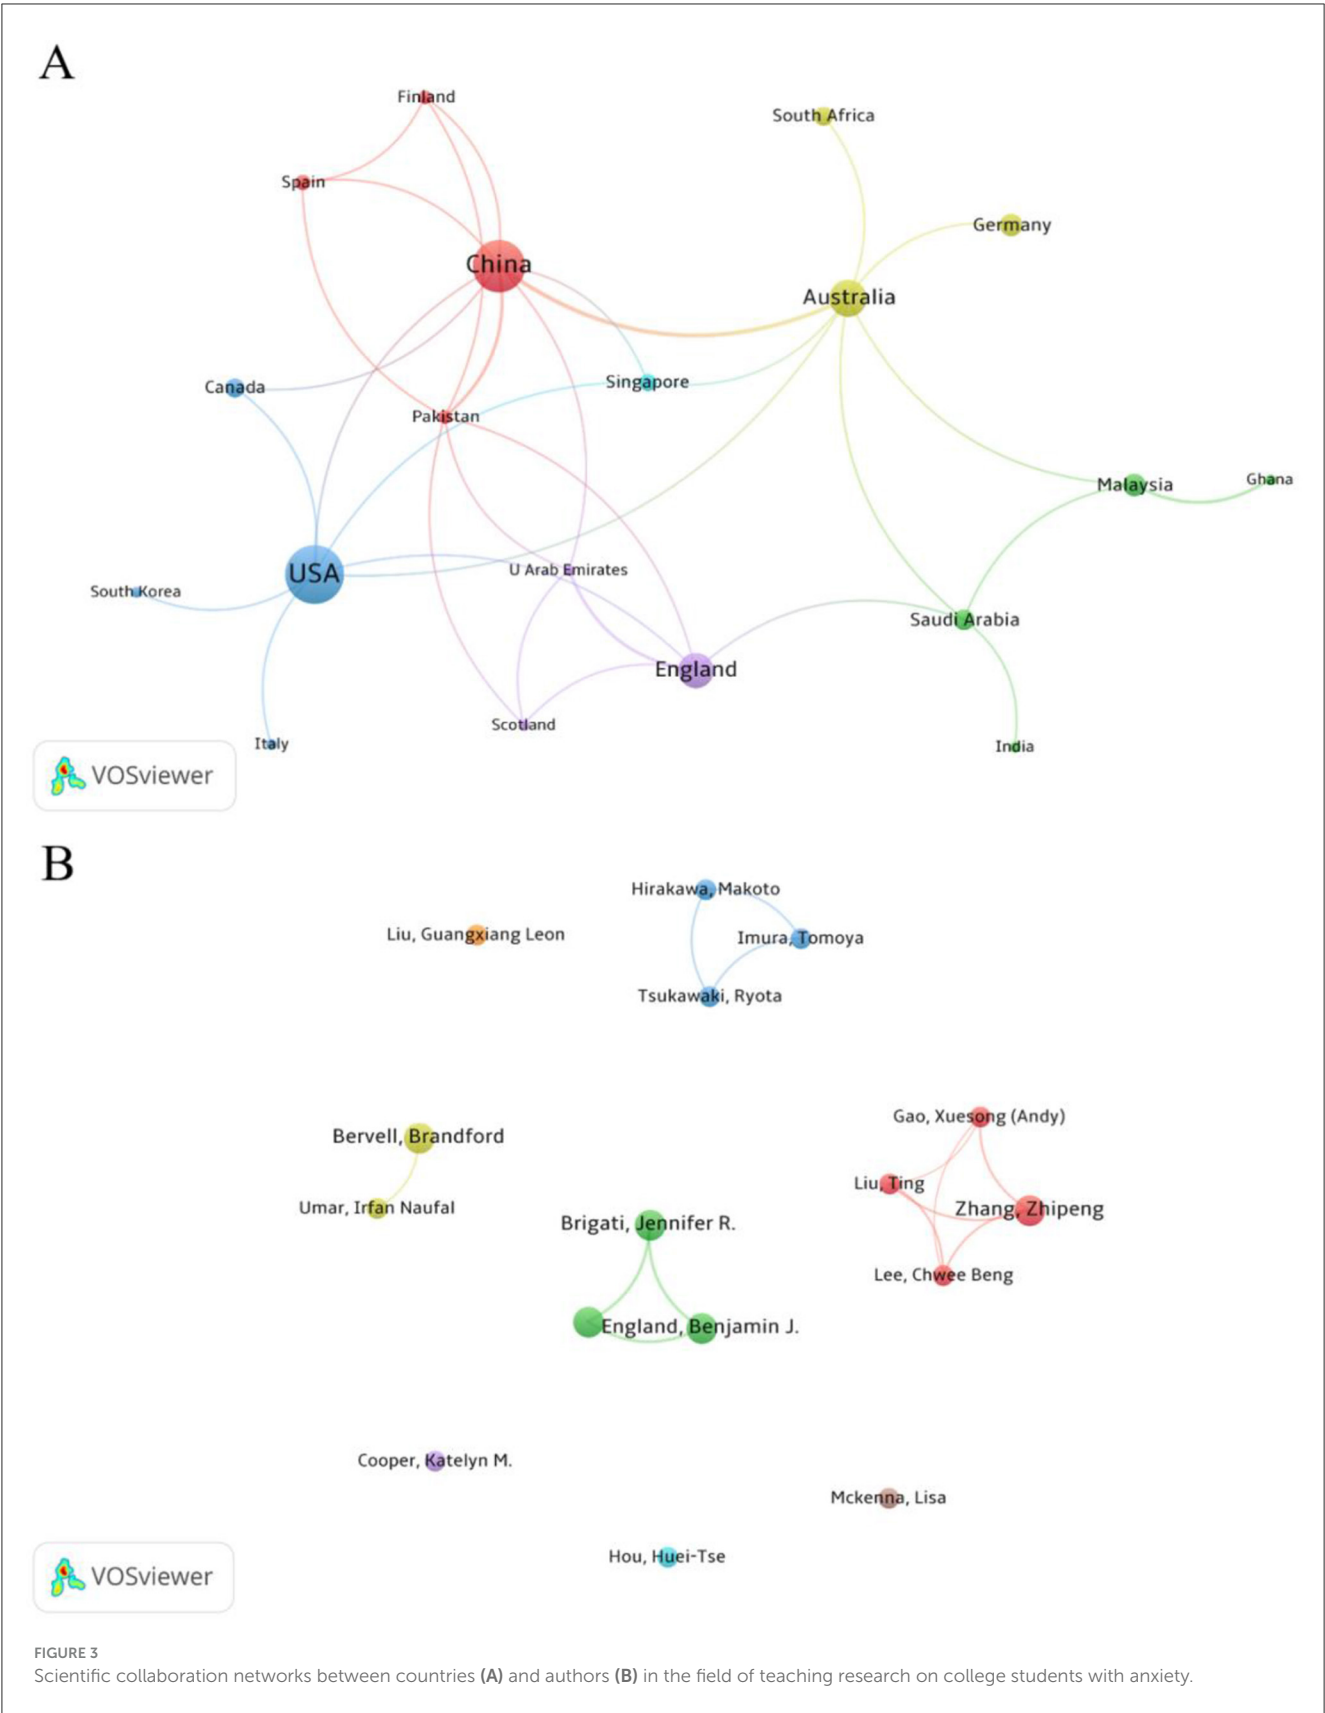 A
Finland
South Africa
Spain
Germany
China
Australia
Canada
Singapore
Pakistan
Malaysia
Ghana
USA
U Arab Emirates
South Korea
Saudi Arabia
England
Scotland
Italy
India
VOSviewer
B
Hirakawa, Makoto
Liu, Guangxiang Leon
Imura, Tomoya
Tsukawaki, Ryota
Gao, Xuesong (Andy)
Bervell, Brandford
Liu, Ting
Umar, Irfan Naufal
Zhang, Zhipeng
Brigati, Jennifer R.
Lee, Chwee Beng
England, Benjamin J.
Cooper, Katelyn M.
Mckenna, Lisa
Hou, Huei-Tse
VOSviewer
FIGURE 3
Scientific collaboration networks between countries (A) and authors (B) in the field of teaching research on college students with anxiety.